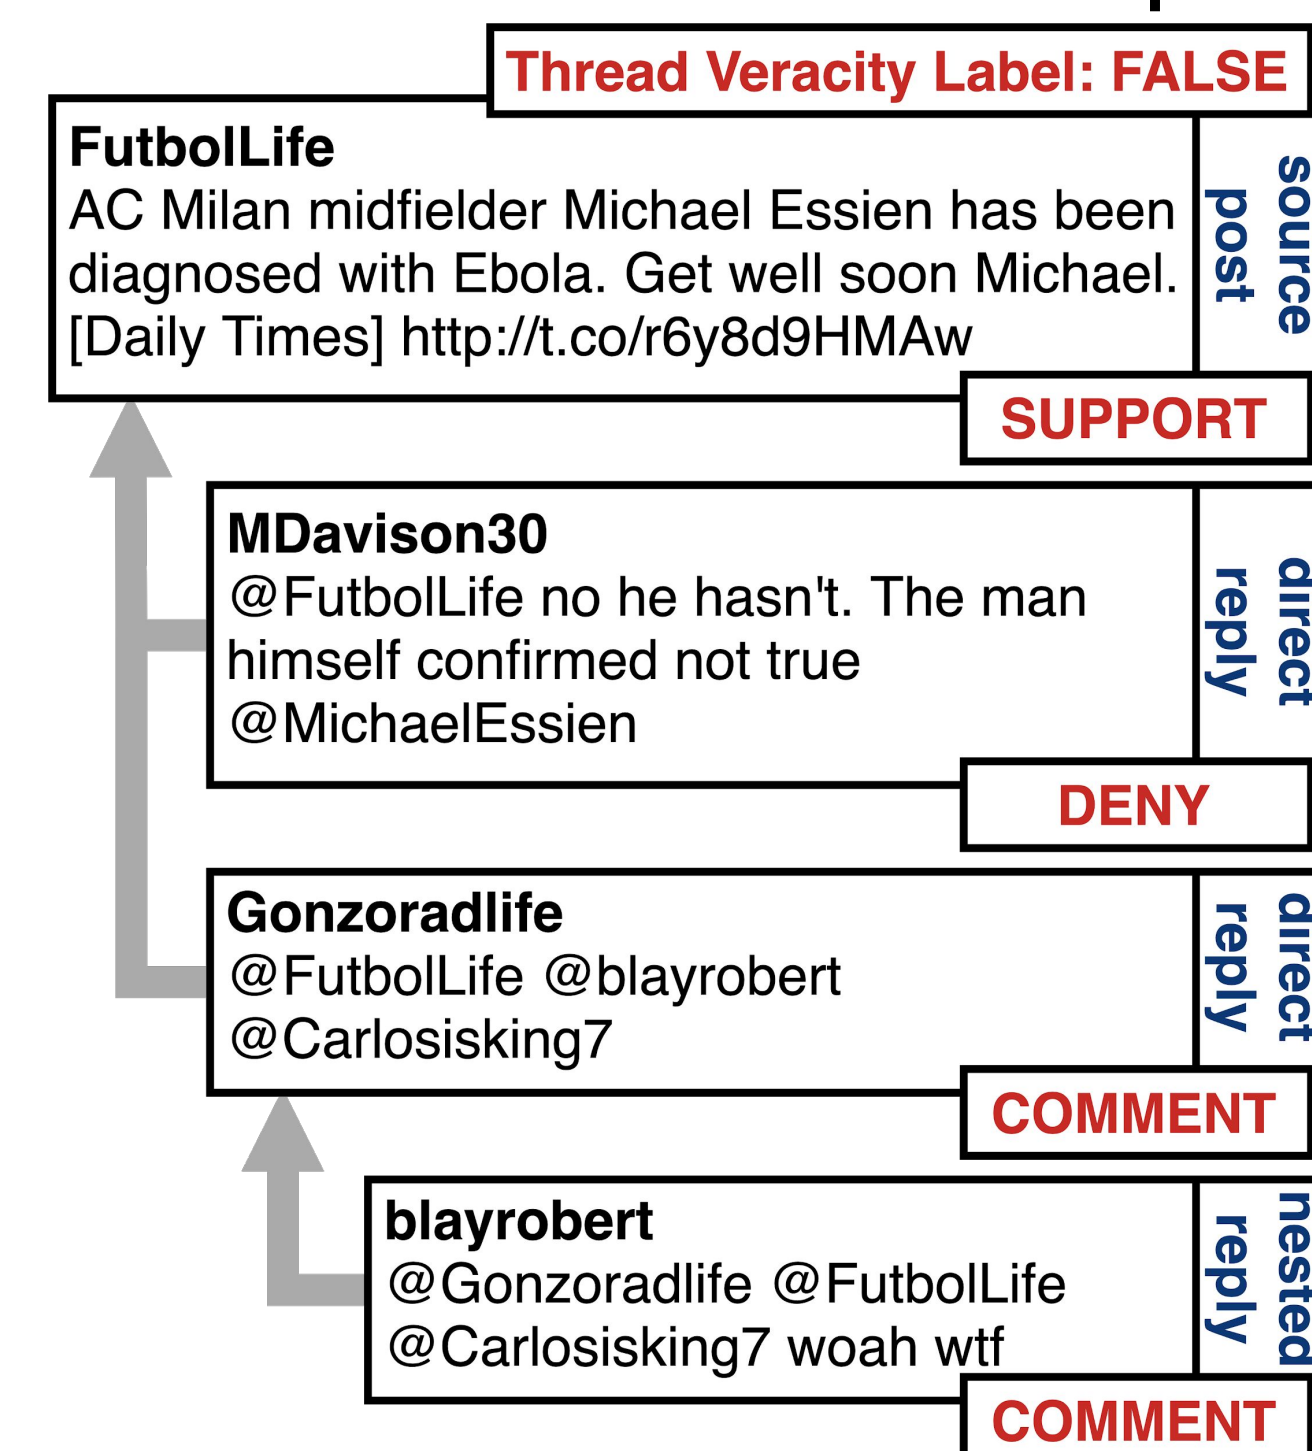 Thread Veracity Label: FALSE
FutbolLife
AC Milan midfielder Michael Essien has been
diagnosed with Ebola. Get well soon Michael.
[Daily Times] http://t.co/r6y8d9HMAw
source
post
SUPPORT
MDavison30
@FutbolLife no he hasn't. The man
himself confirmed not true
@MichaelEssien
direct
reply
DENY
Gonzoradlife
@FutbolLife @blayrobert
@Carlosisking7
direct
reply
COMMENT
blayrobert
@Gonzoradlife @FutbolLife
@Carlosisking7 woah wtf
nested
reply
COMMENT